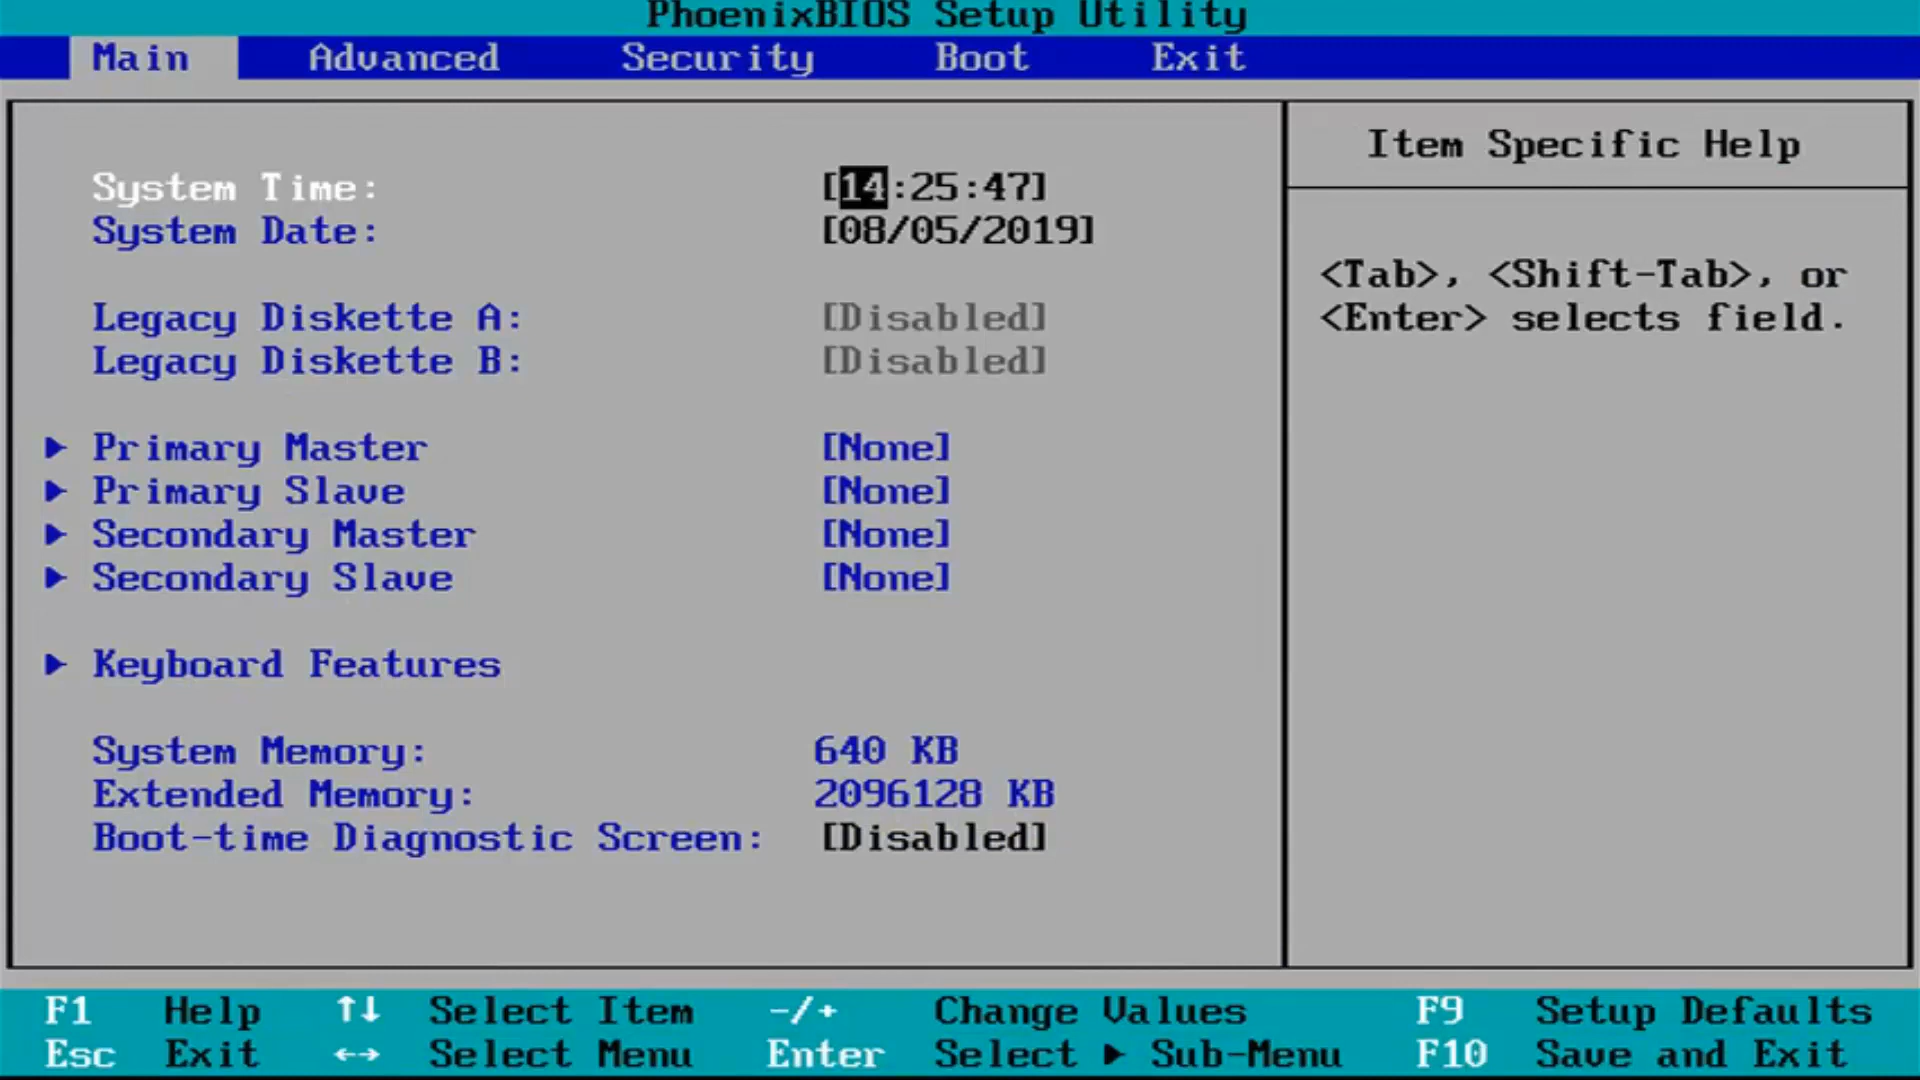 PhoenixBIOS Setup Utility
Main Advanced Security Boot Exit
System Time: [14:25:47]
System Date: [08/05/2019]
Legacy Diskette A: [Disabled]
Legacy Diskette B: [Disabled]
▶ Primary Master [None]
▶ Primary Slave [None]
▶ Secondary Master [None]
▶ Secondary Slave [None]
▶ Keyboard Features
System Memory: 640 KB
Extended Memory: 2096128 KB
Boot-time Diagnostic Screen: [Disabled]
Item Specific Help
<Tab>, <Shift-Tab>, or
<Enter> selects field.
F1 Help ↑↓ Select Item -/+ Change Values F9 Setup Defaults
Esc Exit ↔ Select Menu Enter Select ▶ Sub-Menu F10 Save and Exit